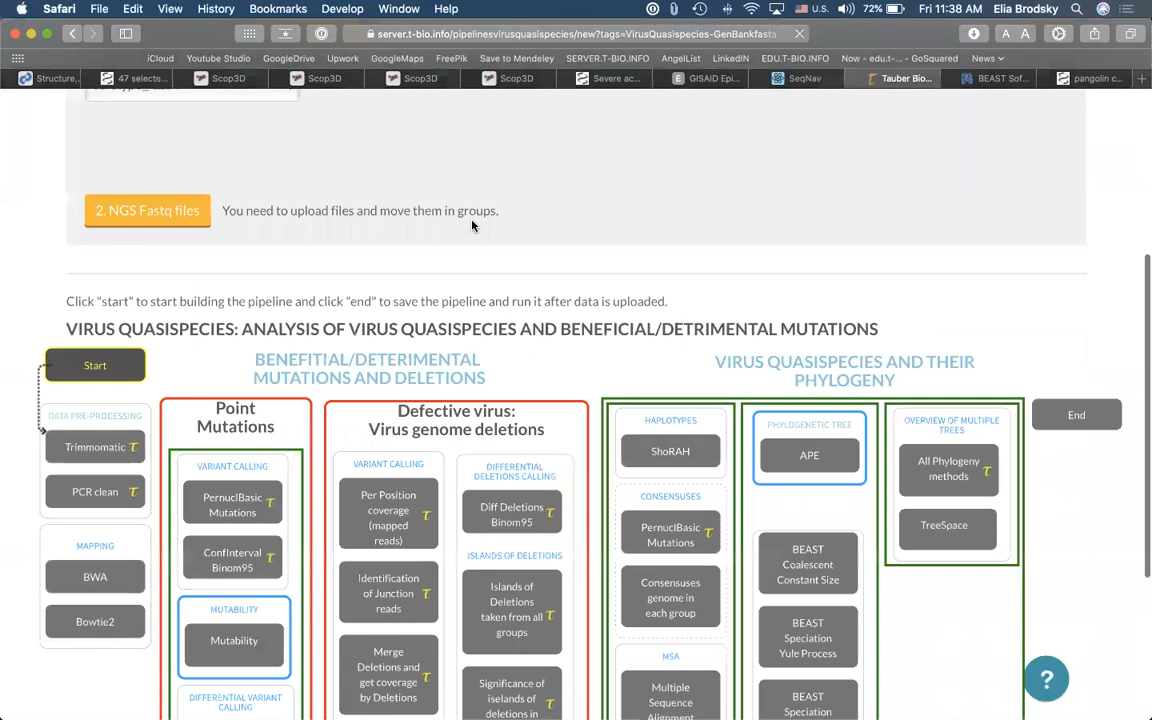 Safari File Edit View History Bookmarks Develop Window Help
U.S. 72% Fri 11:38 AM Elia Brodsky
server.t-bio.info/pipelinesvirusquasispecies/new?tags=VirusQuasispecies-GenBankfasta
A A
iCloud Youtube Studio GoogleDrive Upwork GoogleMaps FreePik Save to Mendeley SERVER.T-BIO.INFO AngelList LinkedIN EDU.T-BIO.INFO Now - edu.t-... - GoSquared News
Structure,... 47 selecte... Scop3D Scop3D Scop3D Scop3D Severe ac... GISAID Epi... SeqNav Tauber Bio... BEAST Sof... pangolin c...
2. NGS Fastq files
You need to upload files and move them in groups.
Click "start" to start building the pipeline and click "end" to save the pipeline and run it after data is uploaded.
VIRUS QUASISPECIES: ANALYSIS OF VIRUS QUASISPECIES AND BENEFICIAL/DETRIMENTAL MUTATIONS
Start
DATA PRE-PROCESSING
Trimmomatic τ
PCR clean τ
MAPPING
BWA
Bowtie2
BENEFITIAL/DETERIMENTAL
MUTATIONS AND DELETIONS
Point
Mutations
VARIANT CALLING
PernuclBasic
Mutations τ
ConfInterval
Binom95 τ
MUTABILITY
Mutability
DIFFERENTIAL VARIANT
CALLING
Defective virus:
Virus genome deletions
VARIANT CALLING
Per Position
coverage
(mapped
reads) τ
Identification
of Junction
reads τ
Merge
Deletions and
get coverage
by Deletions τ
DIFFERENTIAL
DELETIONS CALLING
Diff Deletions
Binom95 τ
ISLANDS OF DELETIONS
Islands of
Deletions
taken from all
groups τ
Significance of
iselands of
deletions in τ
VIRUS QUASISPECIES AND THEIR
PHYLOGENY
HAPLOTYPES
ShoRAH
CONSENSUSES
PernuclBasic
Mutations τ
Consensuses
genome in
each group
MSA
Multiple
Sequence
Alignment
PHYLOGENETIC TREE
APE
BEAST
Coalescent
Constant Size
BEAST
Speciation
Yule Process
BEAST
Speciation
OVERVIEW OF MULTIPLE
TREES
All Phylogeny
methods τ
TreeSpace
End
?